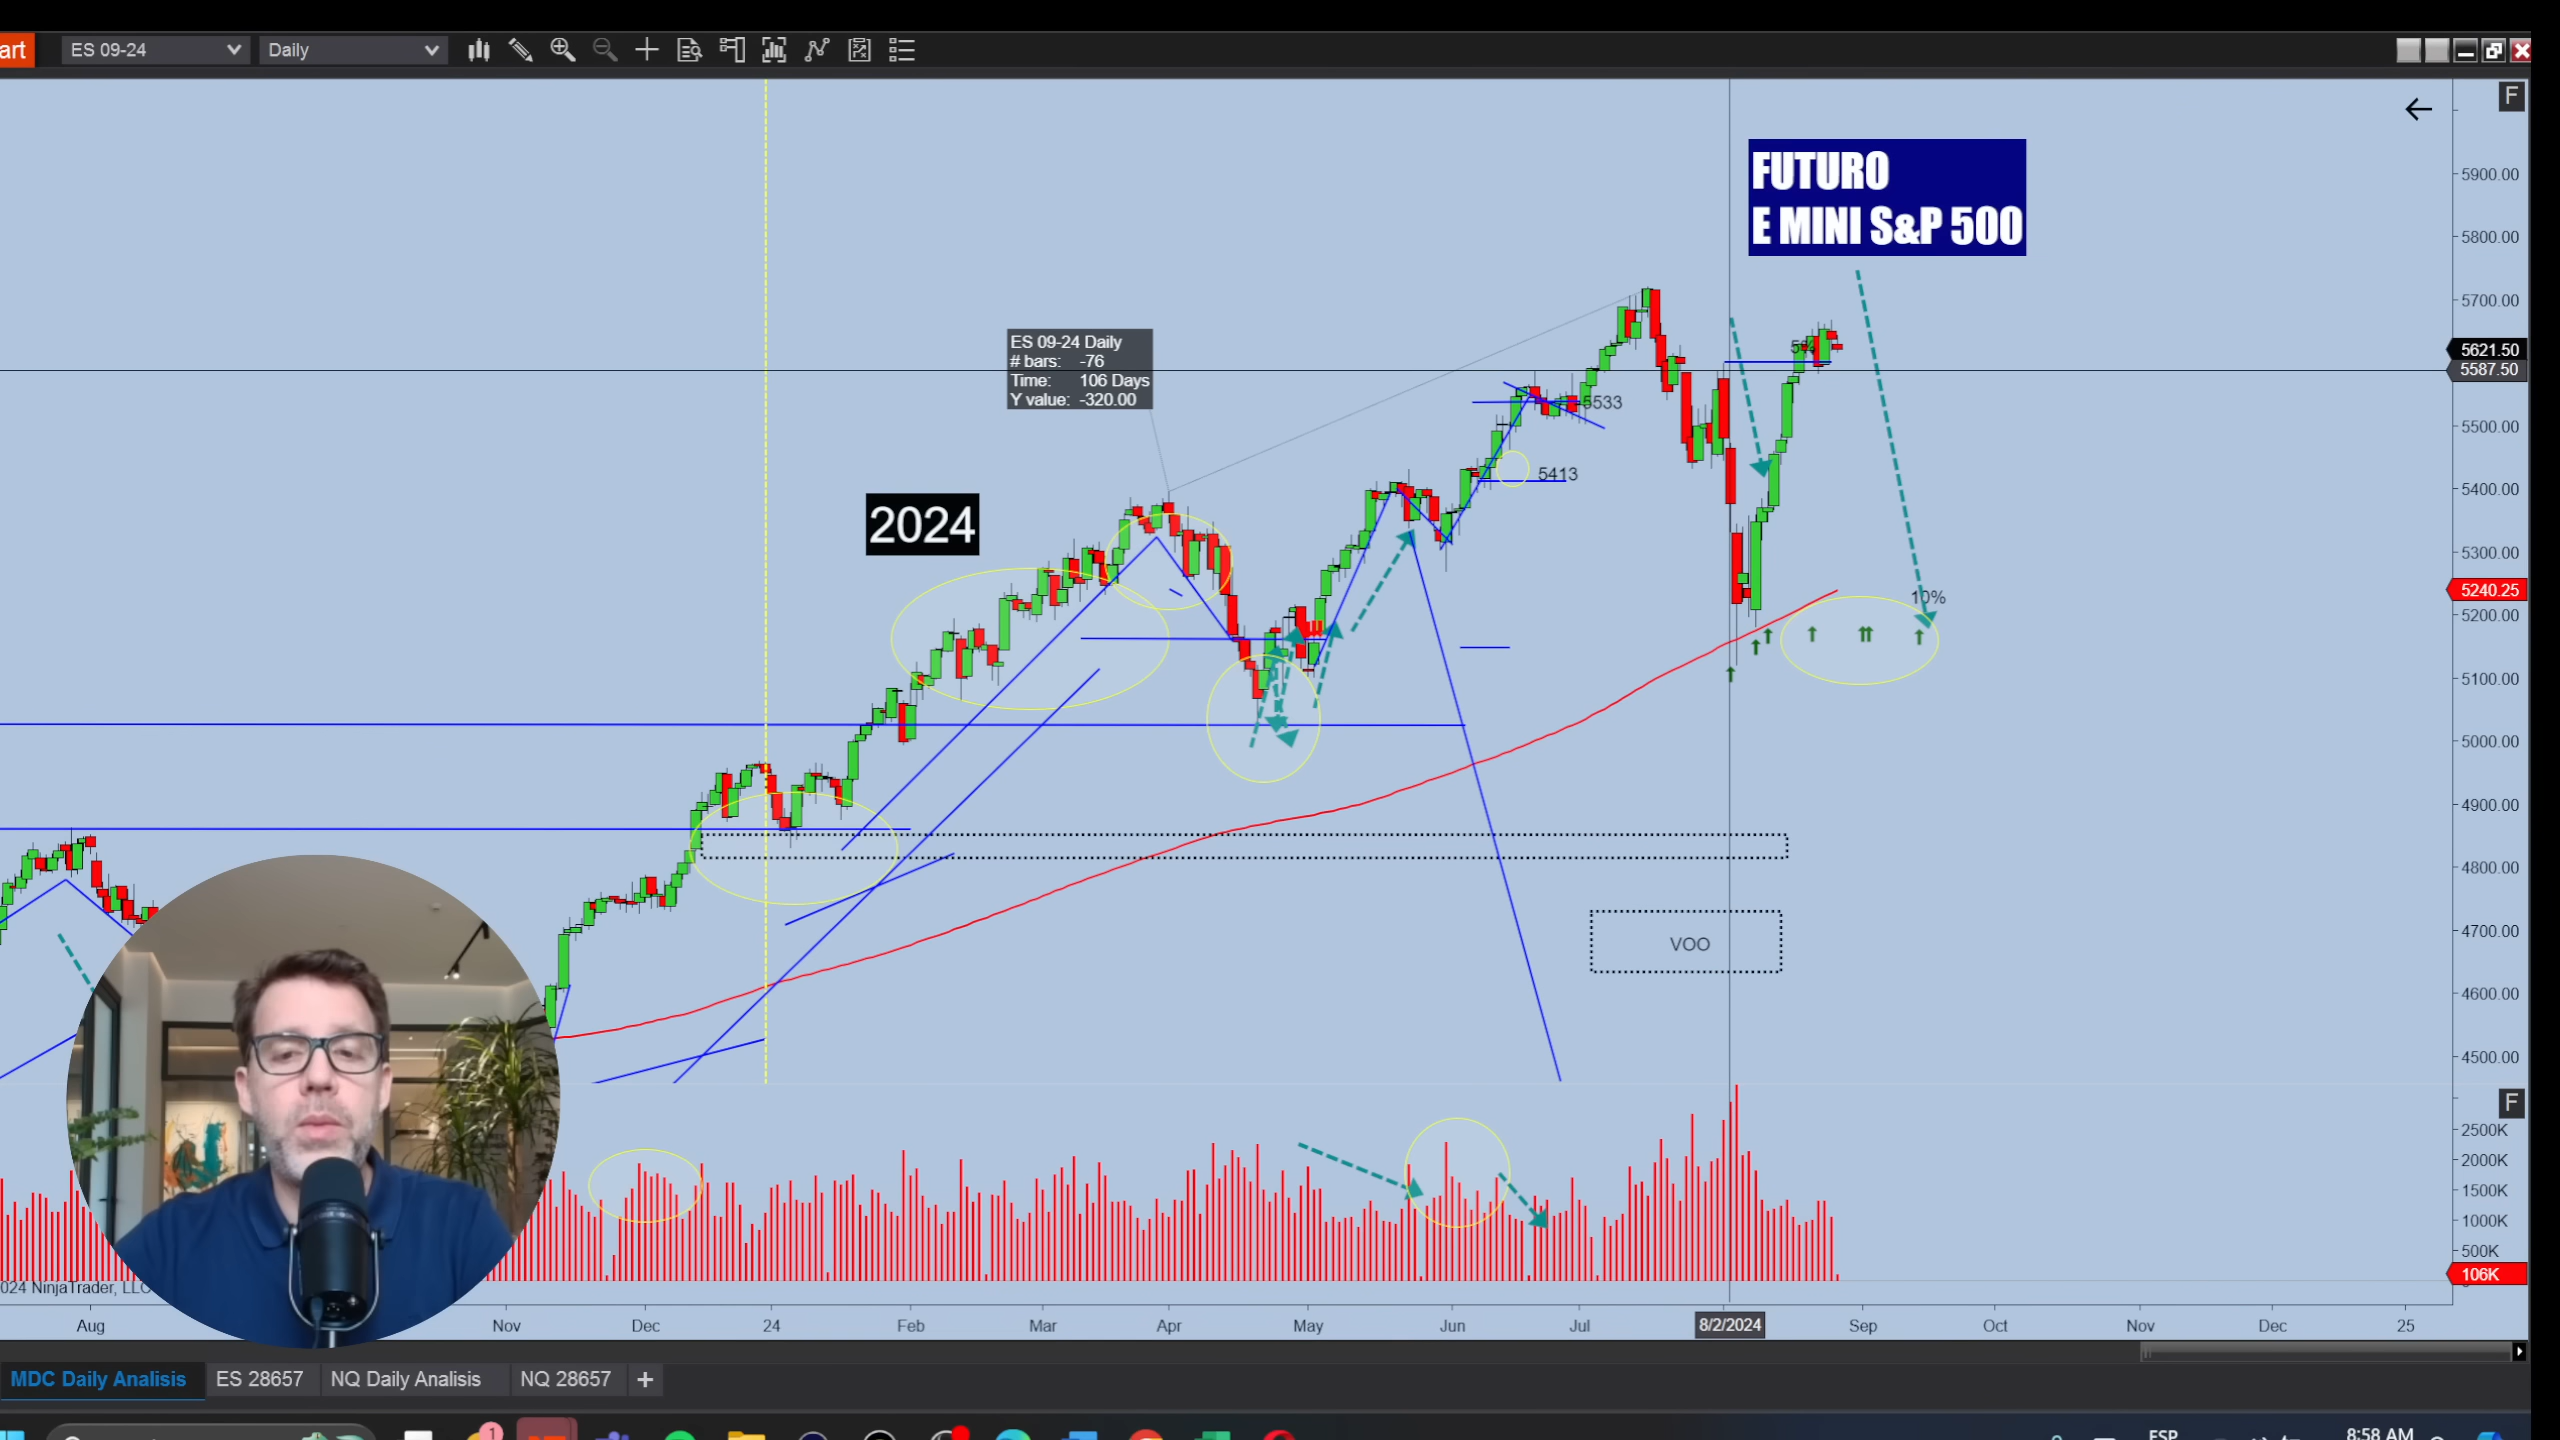 art
ES 09-24
Daily
F
FUTURO
E MINI S&P 500
5900.00
5800.00
5700.00
5621.50
5587.50
5500.00
5400.00
5300.00
5240.25
5200.00
5100.00
5000.00
4900.00
4800.00
4700.00
4600.00
4500.00
ES 09-24 Daily
# bars: -76
Time: 106 Days
Y value: -320.00
5533
5413
2024
10%
VOO
F
2500K
2000K
1500K
1000K
500K
106K
024 NinjaTrader, LLC
Aug
Nov
Dec
24
Feb
Mar
Apr
May
Jun
Jul
8/2/2024
Sep
Oct
Nov
Dec
25
MDC Daily Analisis
ES 28657
NQ Daily Analisis
NQ 28657
+
1
ESP
8:58 AM